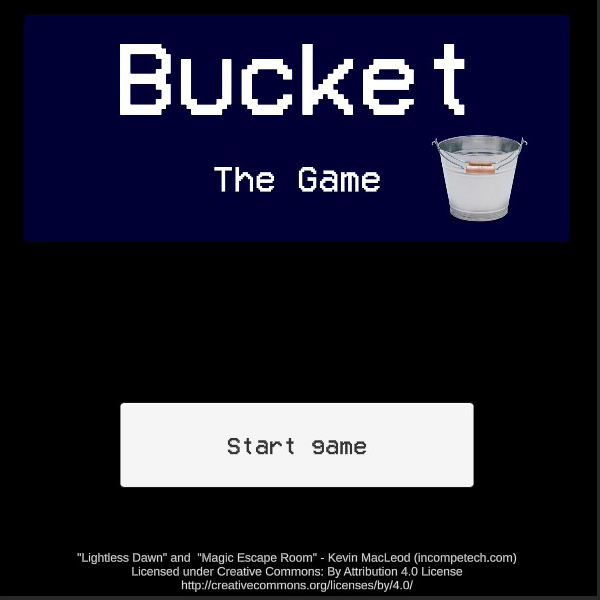 Bucket
The Game
Start game
"Lightless Dawn" and  "Magic Escape Room" - Kevin MacLeod (incompetech.com)
Licensed under Creative Commons: By Attribution 4.0 License
http://creativecommons.org/licenses/by/4.0/